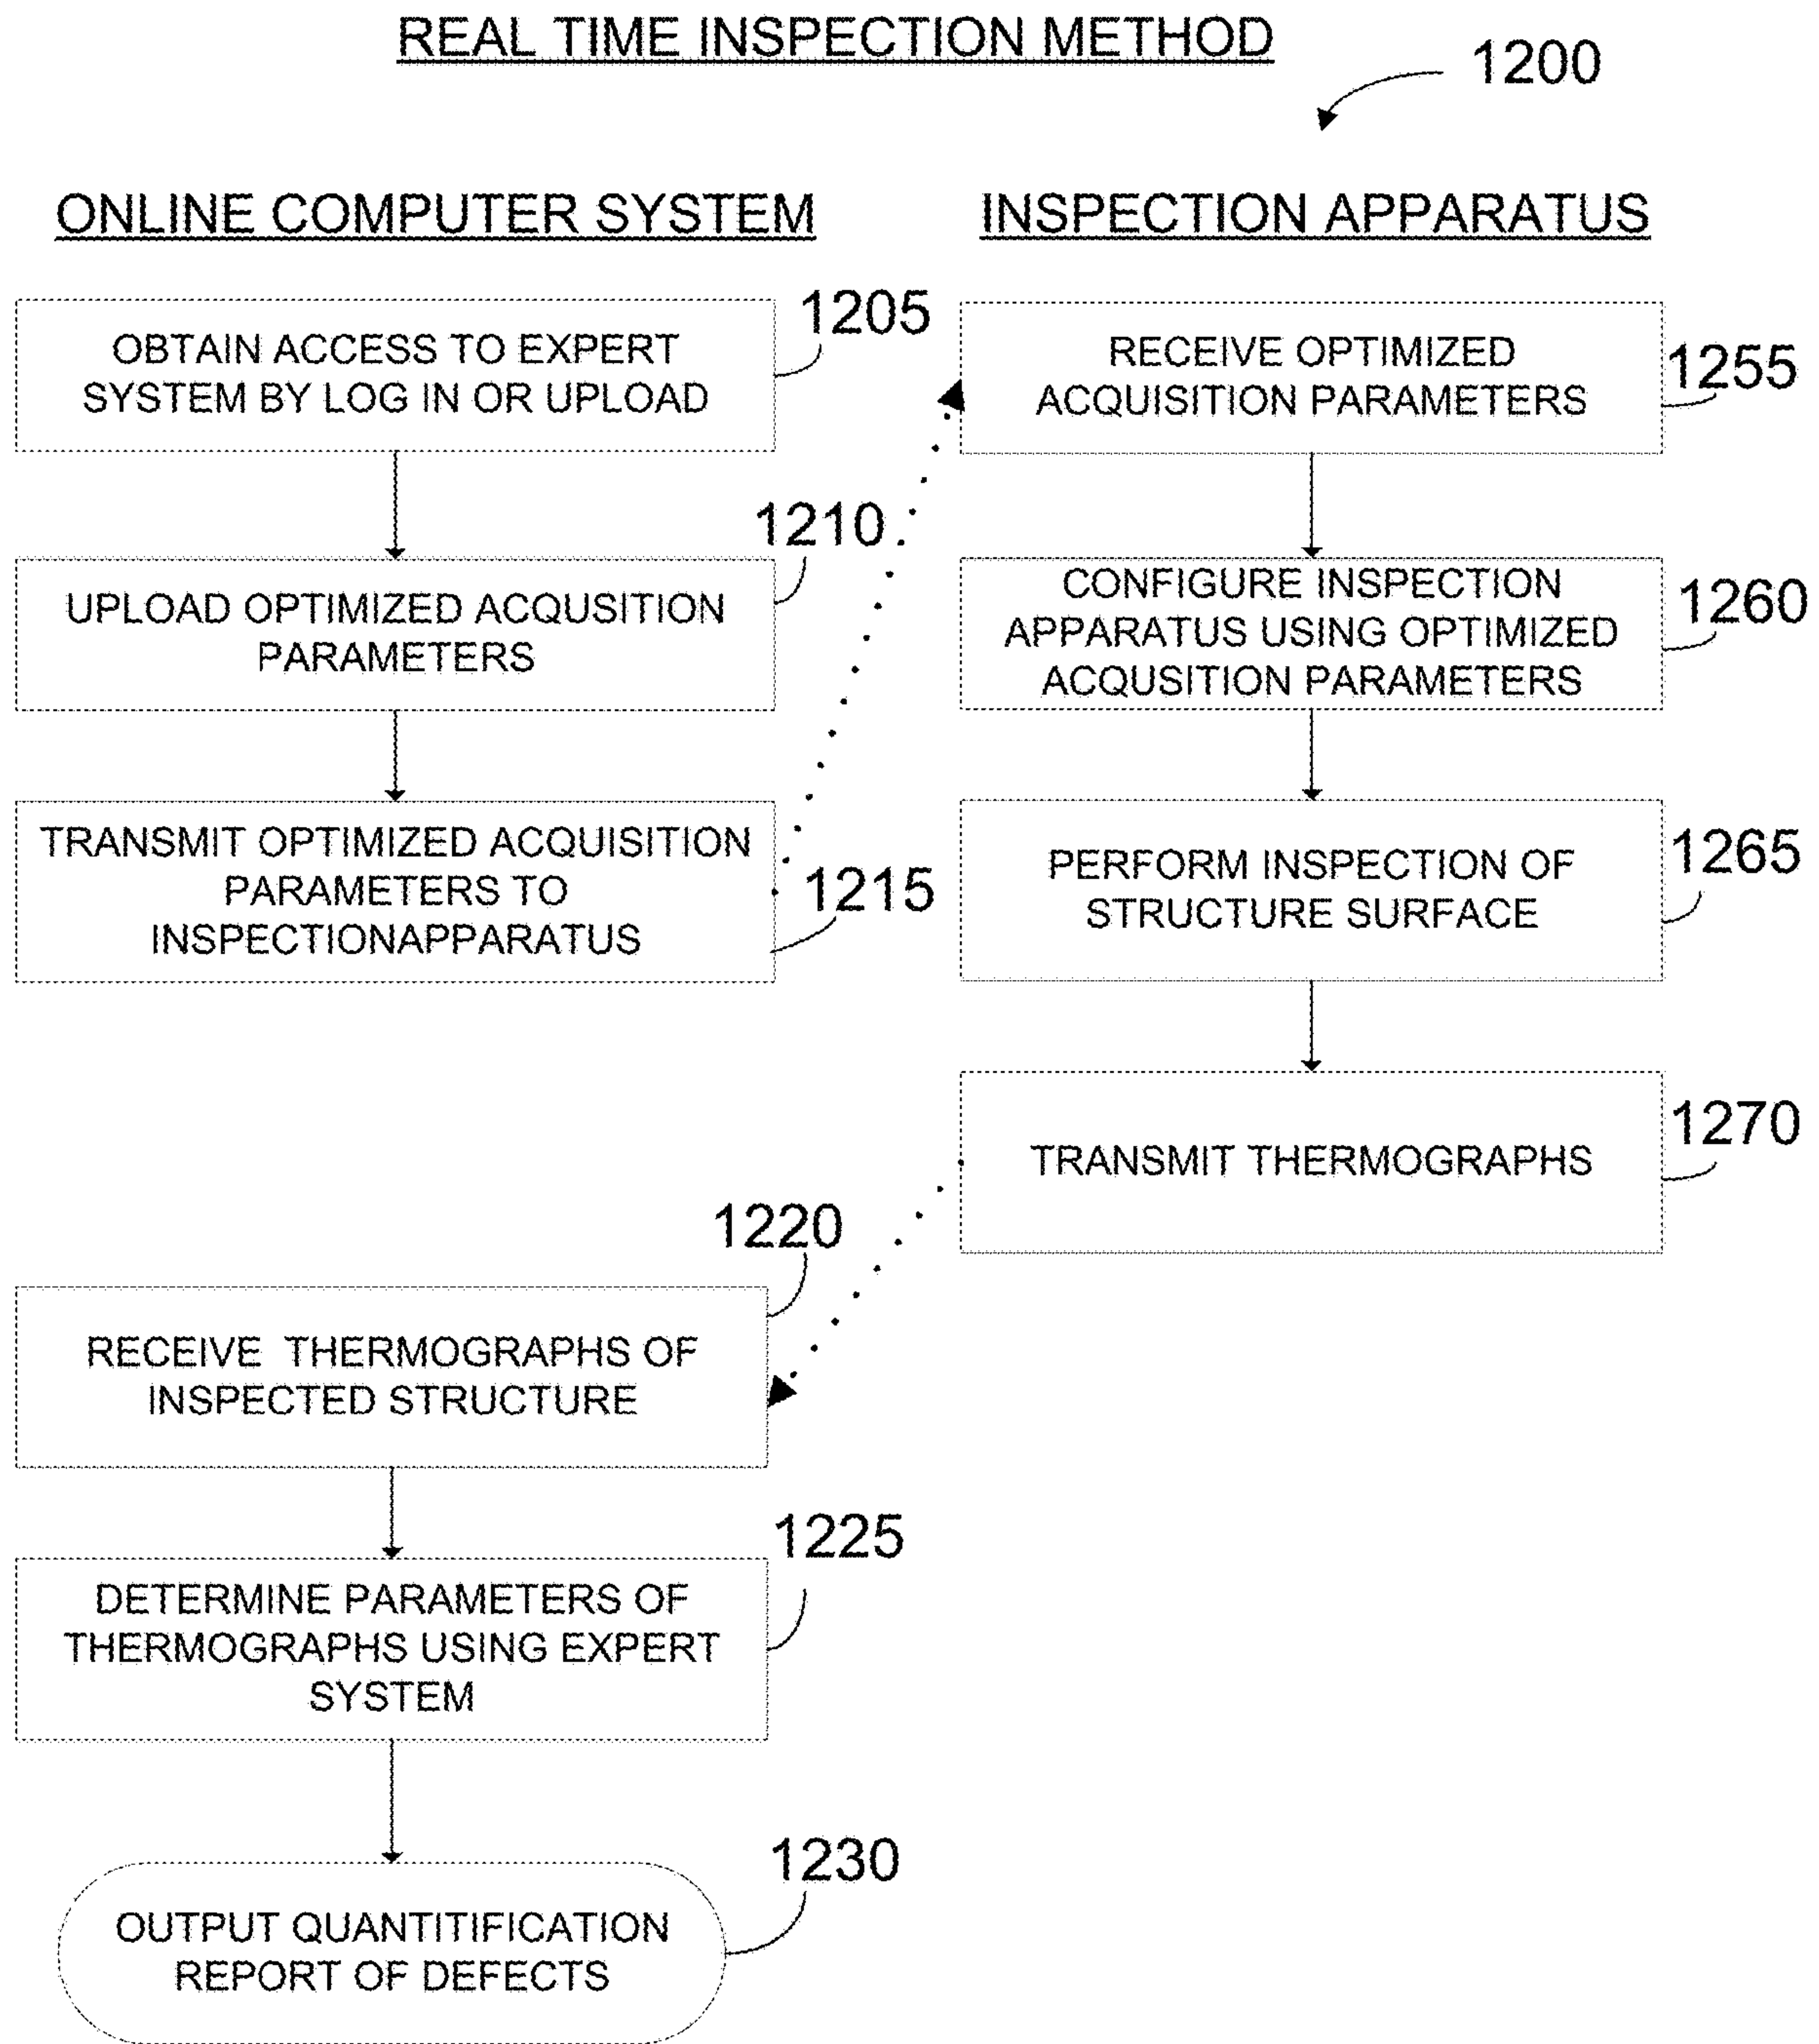 REAL TIME INSPECTION METHOD
1200
ONLINE COMPUTER SYSTEM
INSPECTION APPARATUS
OBTAIN ACCESS TO EXPERT
SYSTEM BY LOG IN OR UPLOAD
1205
UPLOAD OPTIMIZED ACQUSITION
PARAMETERS
1210
TRANSMIT OPTIMIZED ACQUISITION
PARAMETERS TO
INSPECTIONAPPARATUS
1215
RECEIVE OPTIMIZED
ACQUISITION PARAMETERS
1255
CONFIGURE INSPECTION
APPARATUS USING OPTIMIZED
ACQUSITION PARAMETERS
1260
PERFORM INSPECTION OF
STRUCTURE SURFACE
1265
TRANSMIT THERMOGRAPHS
1270
RECEIVE THERMOGRAPHS OF
INSPECTED STRUCTURE
1220
DETERMINE PARAMETERS OF
THERMOGRAPHS USING EXPERT
SYSTEM
1225
OUTPUT QUANTITIFICATION
REPORT OF DEFECTS
1230